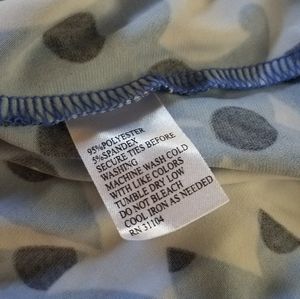 95%POLYESTER
5%SPANDEX
SECURE TIES BEFORE
WASHING
MACHINE WASH COLD
WITH LIKE COLORS
TUMBLE DRY LOW
DO NOT BLEACH
COOL IRON AS NEEDED
RN 31104